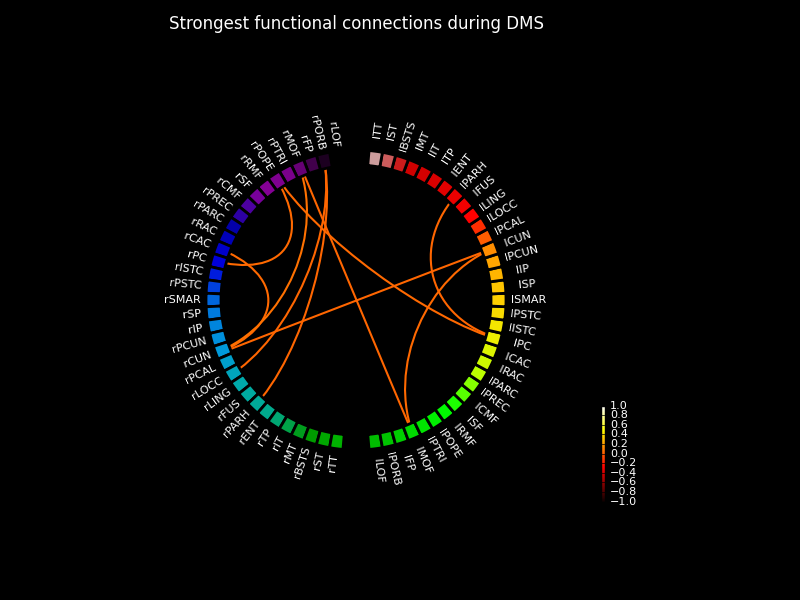 Strongest functional connections during DMS
rLOF
rPORB
rFP
rMOF
rPTRI
rPOPE
rRMF
rSF
rCMF
rPREC
rPARC
rRAC
rCAC
rPC
rISTC
rPSTC
rSMAR
rSP
rIP
rPCUN
rCUN
rPCAL
rLOCC
rLING
rFUS
rPARH
rENT
rTP
rIT
rMT
rBSTS
rST
rTT
lTT
lST
lBSTS
lMT
lIT
lTP
lENT
lPARH
lFUS
lLING
lLOCC
lPCAL
lCUN
lPCUN
lIP
lSP
lSMAR
lPSTC
lISTC
lPC
lCAC
lRAC
lPARC
lPREC
lCMF
lSF
lRMF
lPOPE
lPTRI
lMOF
lFP
lPORB
lLOF
1.0
0.8
0.6
0.4
0.2
0.0
−0.2
−0.4
−0.6
−0.8
−1.0